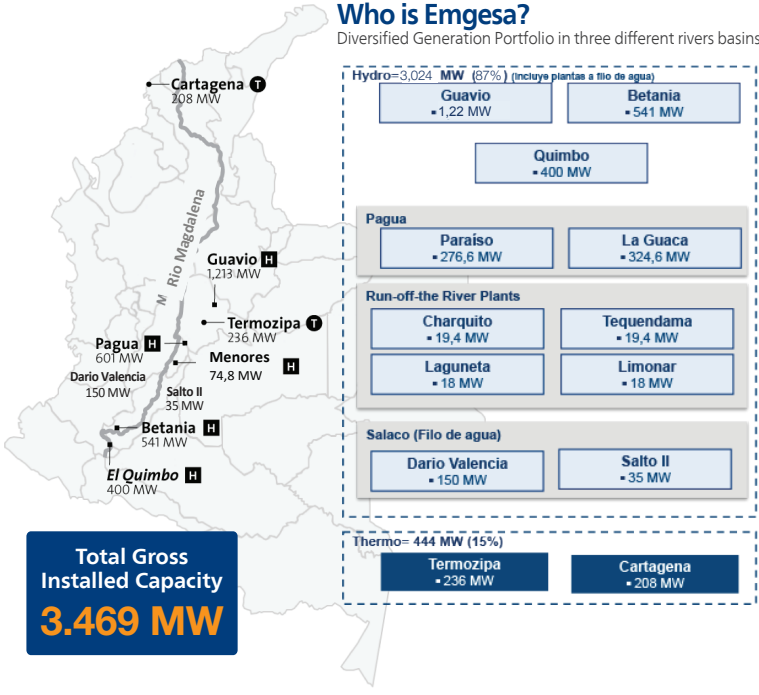 Who is Emgesa?
Diversified Generation Portfolio in three different rivers basins
Cartagena T
208 MW
M Rio Magdalena
Guavio H
1,213 MW
Termozipa T
236 MW
Pagua H
601 MW
Menores H
74,8 MW
Dario Valencia
150 MW
Salto II
35 MW
Betania H
541 MW
El Quimbo H
400 MW
Total Gross
Installed Capacity
3.469 MW
Hydro=3,024 MW (87%) (Incluye plantas a filo de agua)
Guavio
▪ 1,22 MW
Betania
▪ 541 MW
Quimbo
▪ 400 MW
Pagua
Paraíso
▪ 276,6 MW
La Guaca
▪ 324,6 MW
Run-off-the River Plants
Charquito
▪ 19,4 MW
Tequendama
▪ 19,4 MW
Laguneta
▪ 18 MW
Limonar
▪ 18 MW
Salaco (Filo de agua)
Dario Valencia
▪ 150 MW
Salto II
▪ 35 MW
Thermo= 444 MW (15%)
Termozipa
▪ 236 MW
Cartagena
▪ 208 MW